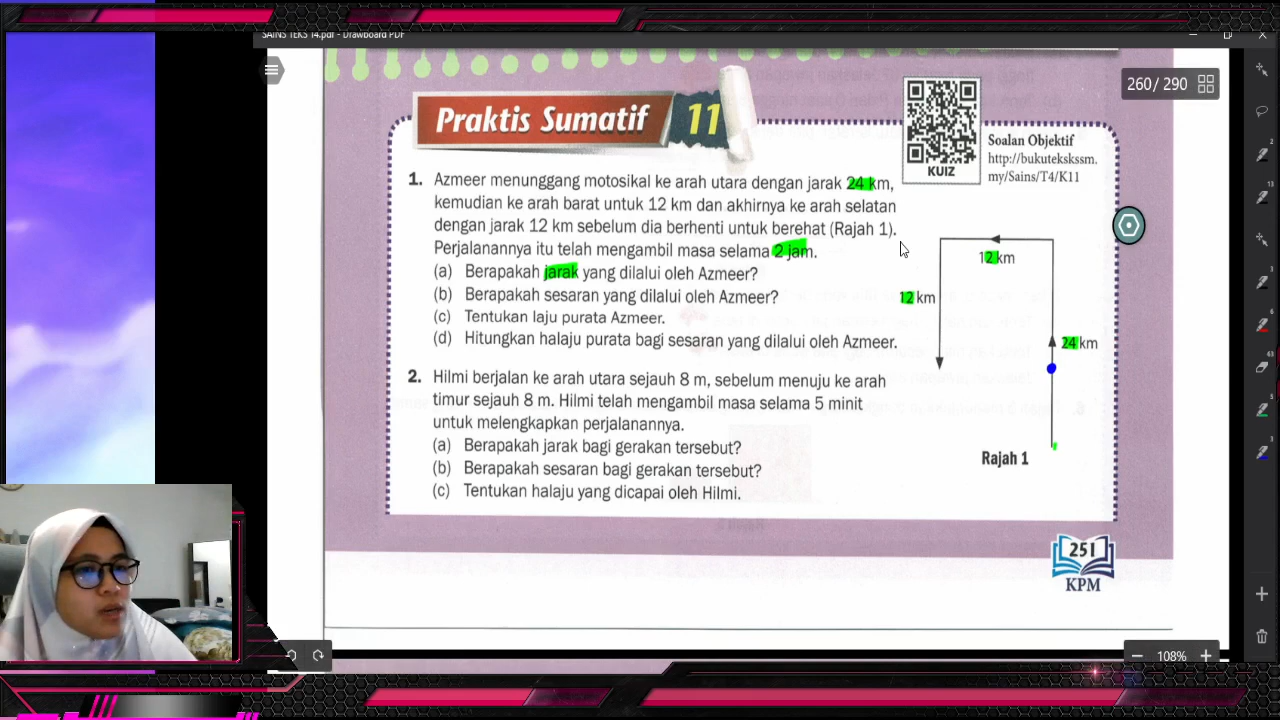 SAINS TEKS T4.pdf - Drawboard PDF
260 / 290
Praktis Sumatif 11
KUIZ
Soalan Objektif
http://bukutekskssm.
my/Sains/T4/K11
1. Azmeer menunggang motosikal ke arah utara dengan jarak 24 km,
kemudian ke arah barat untuk 12 km dan akhirnya ke arah selatan
dengan jarak 12 km sebelum dia berhenti untuk berehat (Rajah 1).
Perjalanannya itu telah mengambil masa selama 2 jam.
(a) Berapakah jarak yang dilalui oleh Azmeer?
(b) Berapakah sesaran yang dilalui oleh Azmeer?
(c) Tentukan laju purata Azmeer.
(d) Hitungkan halaju purata bagi sesaran yang dilalui oleh Azmeer.
12 km
12 km
24 km
Rajah 1
2. Hilmi berjalan ke arah utara sejauh 8 m, sebelum menuju ke arah
timur sejauh 8 m. Hilmi telah mengambil masa selama 5 minit
untuk melengkapkan perjalanannya.
(a) Berapakah jarak bagi gerakan tersebut?
(b) Berapakah sesaran bagi gerakan tersebut?
(c) Tentukan halaju yang dicapai oleh Hilmi.
251
KPM
108%